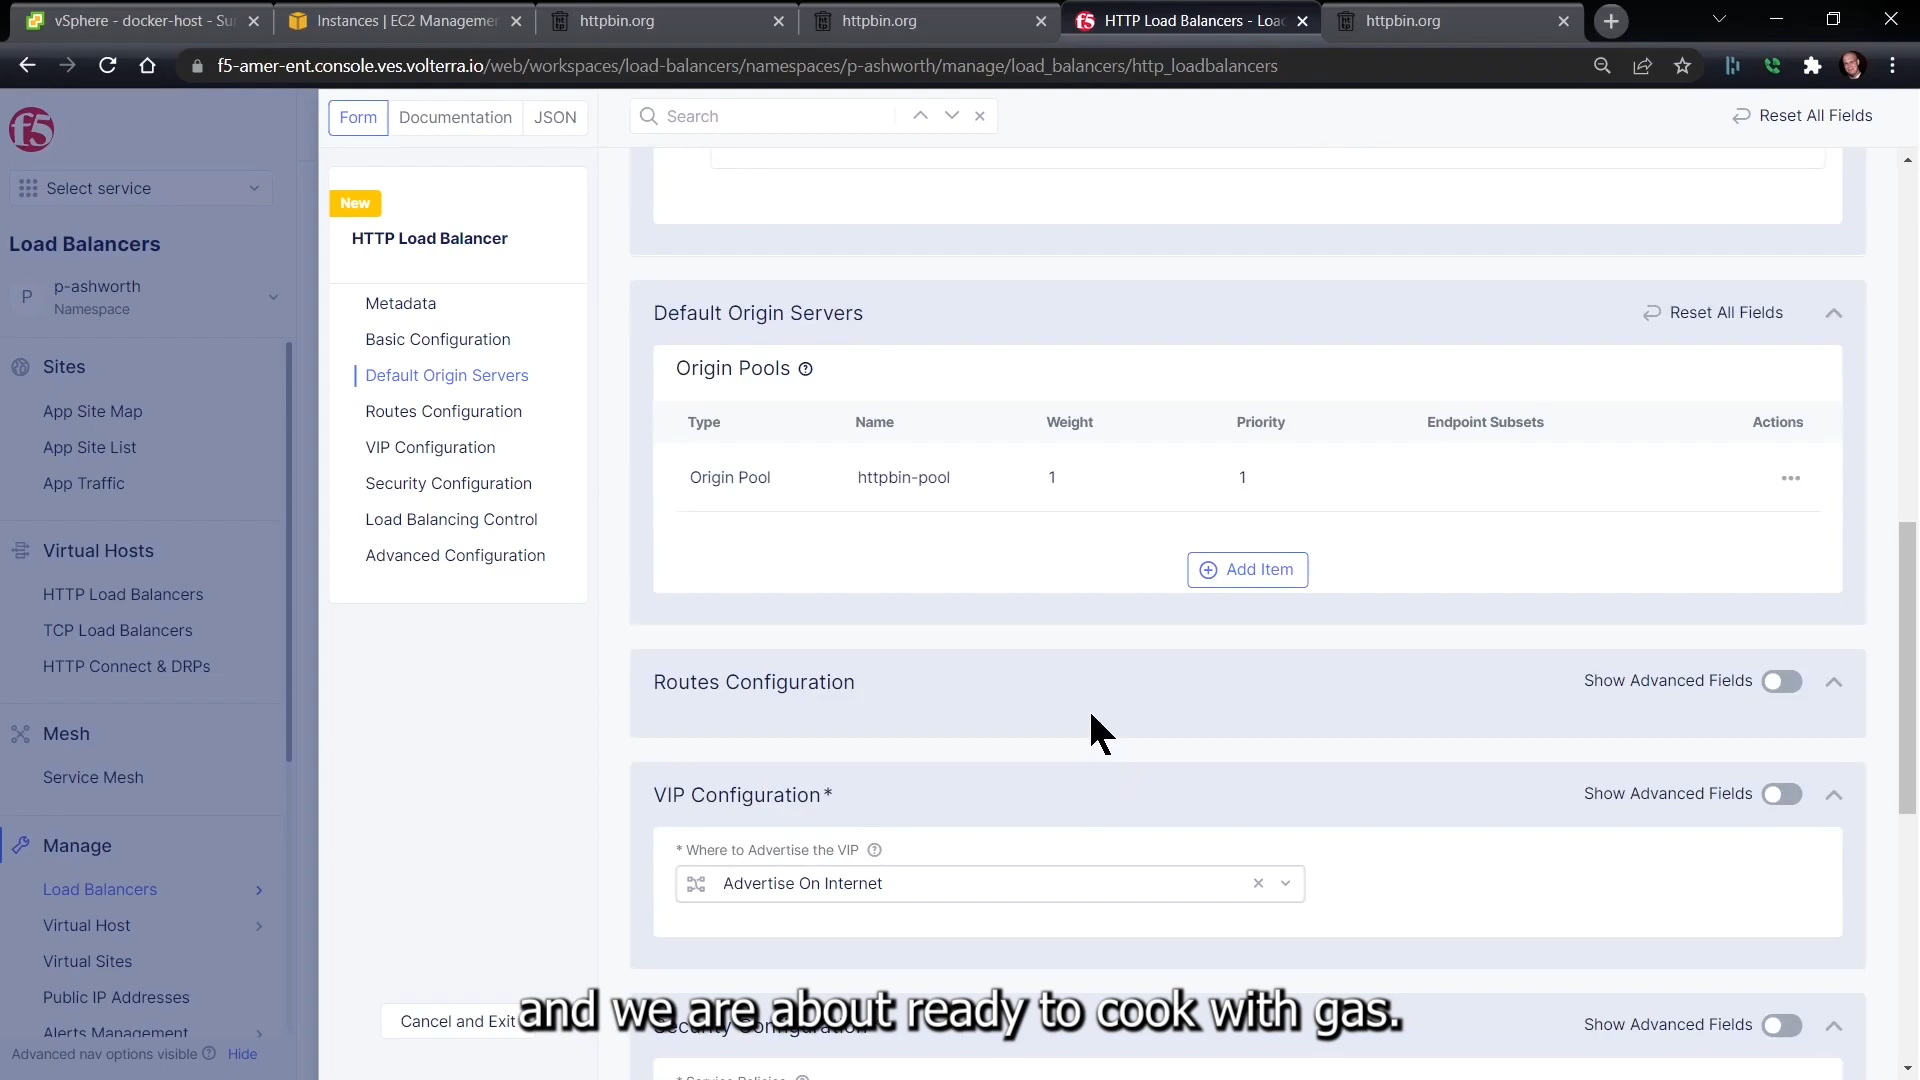 vSphere - docker-host - Su
Instances | EC2 Managemen
httpbin.org
httpbin.org
HTTP Load Balancers - Loa
httpbin.org
f5-amer-ent.console.ves.volterra.io/web/workspaces/load-balancers/namespaces/p-ashworth/manage/load_balancers/http_loadbalancers
f5
Select service
Load Balancers
P
p-ashworth
Namespace
Sites
App Site Map
App Site List
App Traffic
Virtual Hosts
HTTP Load Balancers
TCP Load Balancers
HTTP Connect & DRPs
Mesh
Service Mesh
Manage
Load Balancers
Virtual Host
Virtual Sites
Public IP Addresses
Alerts Management
Advanced nav options visible
Hide
Form
Documentation
JSON
Search
Reset All Fields
New
HTTP Load Balancer
Metadata
Basic Configuration
Default Origin Servers
Routes Configuration
VIP Configuration
Security Configuration
Load Balancing Control
Advanced Configuration
Cancel and Exit
Default Origin Servers
Reset All Fields
Origin Pools
Type Name Weight Priority Endpoint Subsets Actions
Origin Pool httpbin-pool 1 1
Add Item
Routes Configuration
Show Advanced Fields
VIP Configuration*
Show Advanced Fields
* Where to Advertise the VIP
Advertise On Internet
Security Configuration
Show Advanced Fields
* Service Policies
and we are about ready to cook with gas.